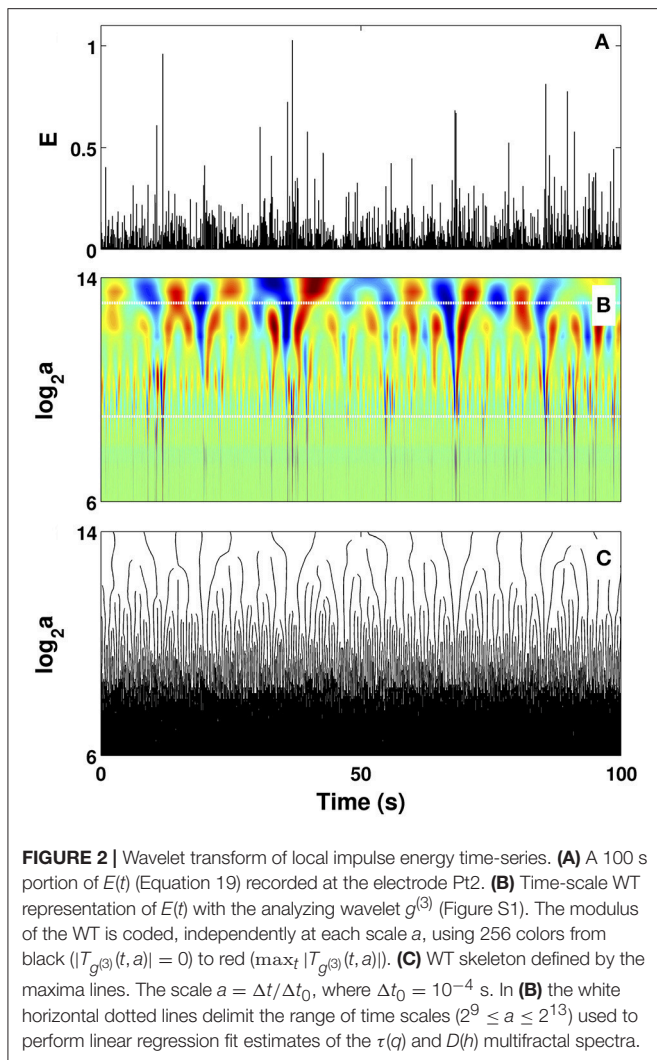 A
1
E
0.5
0
14
B
log₂a
6
14
C
log₂a
6
0 50 100
Time (s)
FIGURE 2 | Wavelet transform of local impulse energy time-series. (A) A 100 s
portion of E(t) (Equation 19) recorded at the electrode Pt2. (B) Time-scale WT
representation of E(t) with the analyzing wavelet g⁽³⁾ (Figure S1). The modulus
of the WT is coded, independently at each scale a, using 256 colors from
black (|T_{g⁽³⁾}(t, a)| = 0) to red (max_t |T_{g⁽³⁾}(t, a)|). (C) WT skeleton defined by the
maxima lines. The scale a = Δt/Δt₀, where Δt₀ = 10⁻⁴ s. In (B) the white
horizontal dotted lines delimit the range of time scales (2⁹ ≤ a ≤ 2¹³) used to
perform linear regression fit estimates of the τ(q) and D(h) multifractal spectra.